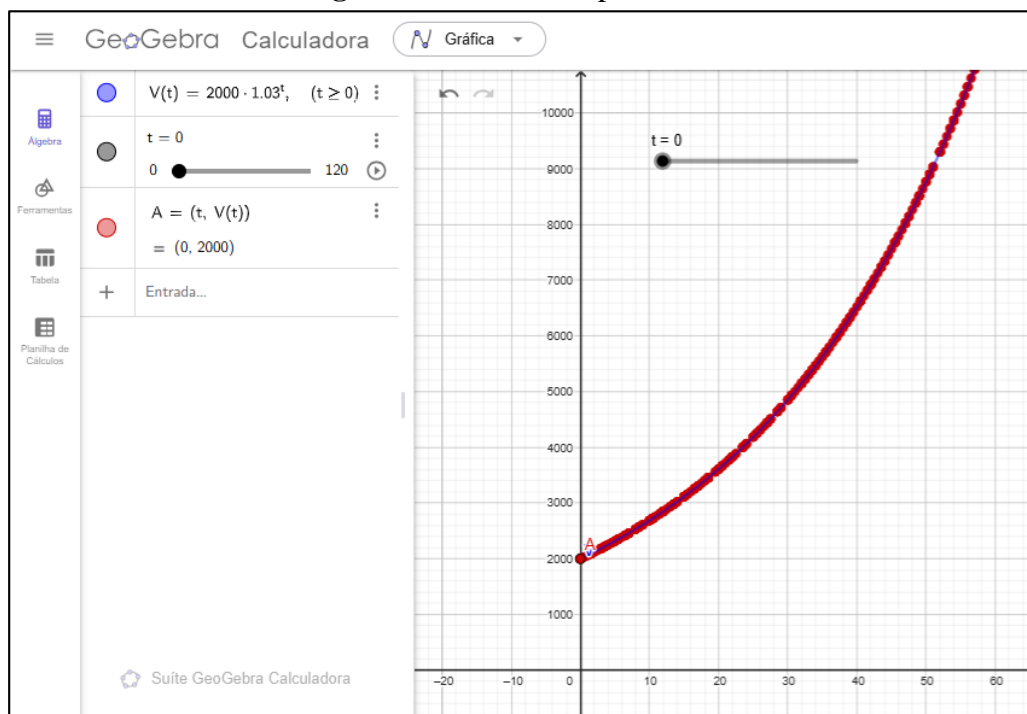 GeoGebra Calculadora Gráfica
Álgebra
Ferramentas
Tabela
Planilha de
Cálculos
V(t) = 2000 · 1.03^t, (t ≥ 0)
t = 0
0 120
A = (t, V(t))
= (0, 2000)
+ Entrada...
Suíte GeoGebra Calculadora
t = 0
10000
9000
8000
7000
6000
5000
4000
3000
2000
1000
A
−20 −10 0 10 20 30 40 50 60